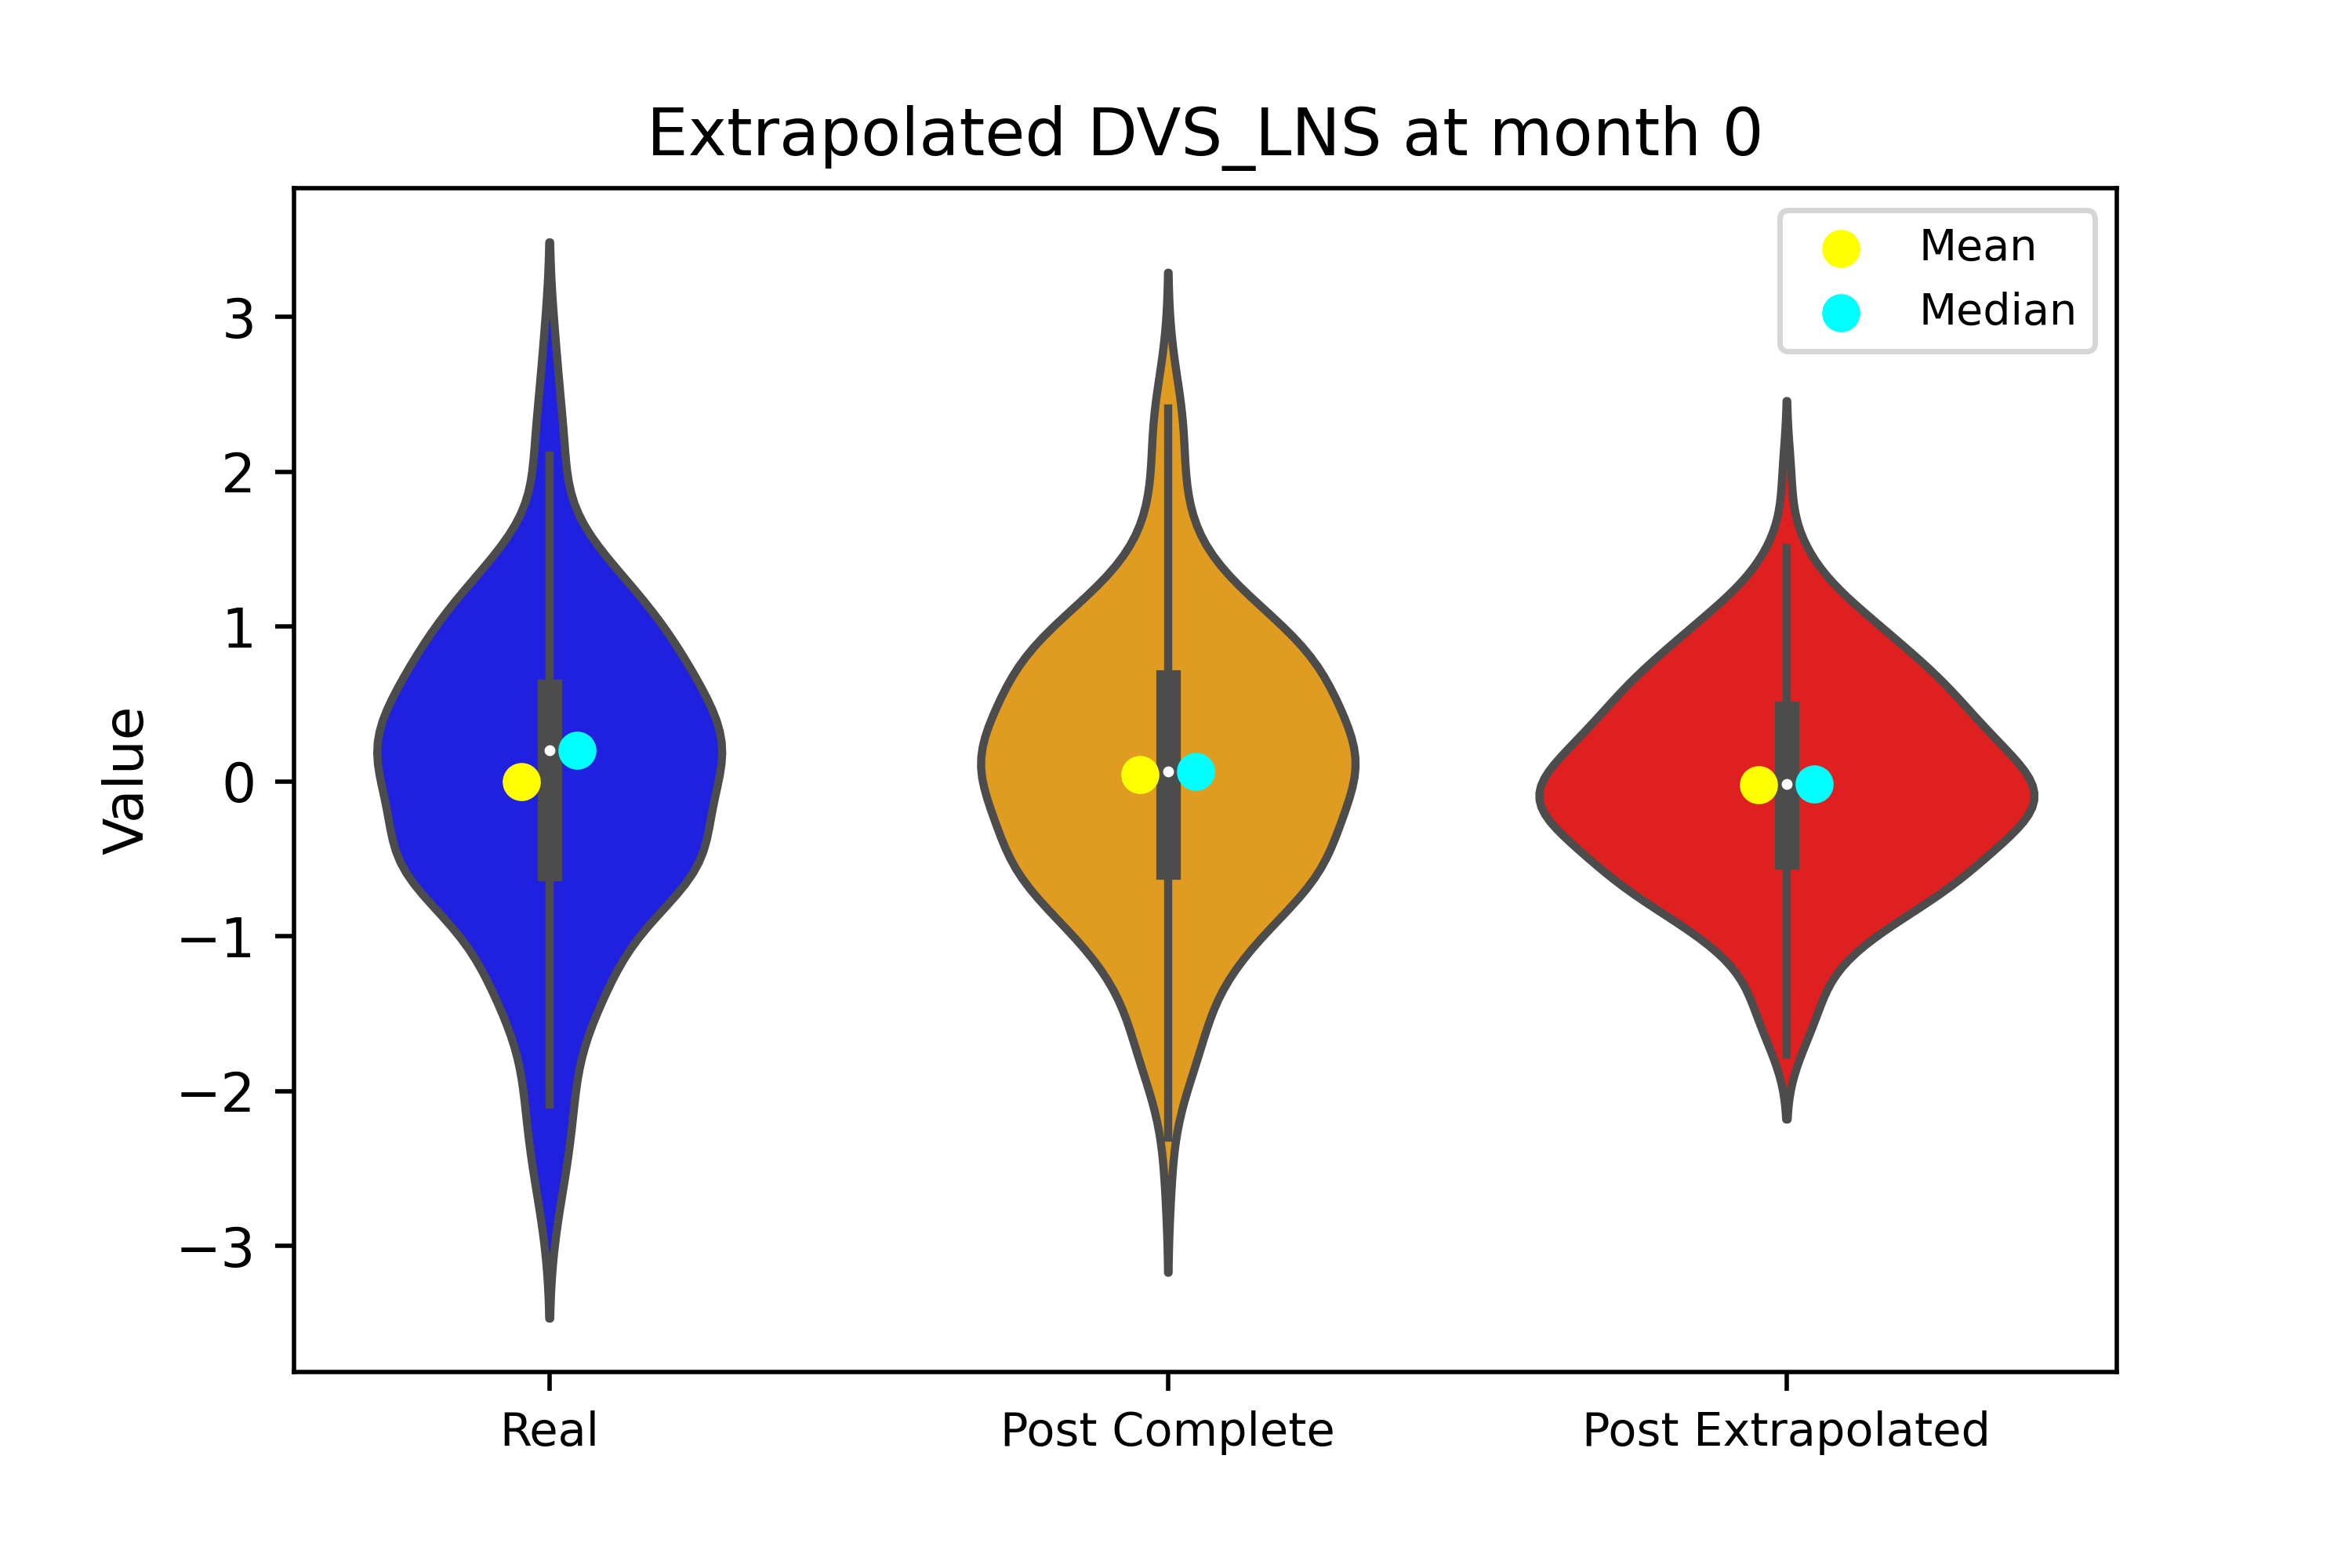 Extrapolated DVS_LNS at month 0
Mean
Median
Value
3
2
1
0
−1
−2
−3
Real
Post Complete
Post Extrapolated